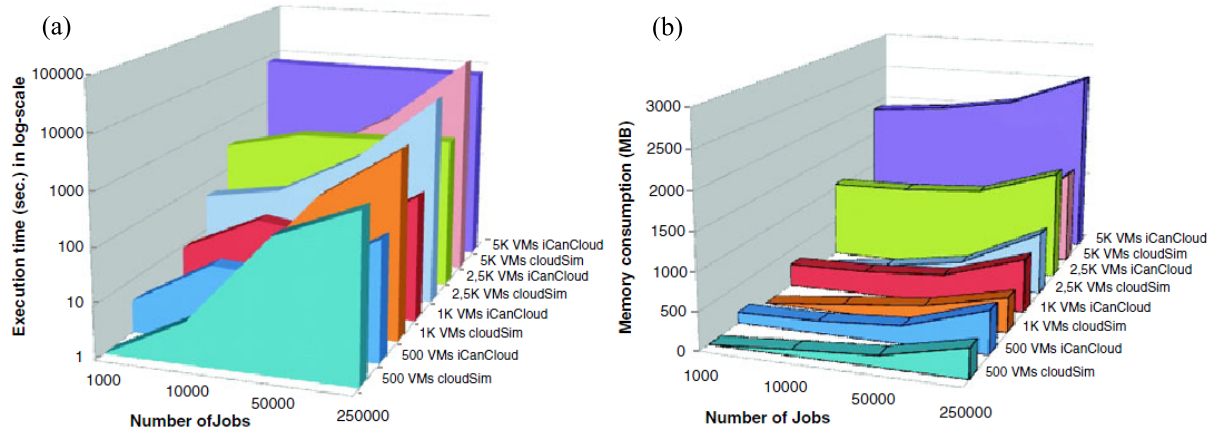 (a)
Execution time (sec.) in log-scale
100000
10000
1000
100
10
1
1000
10000
50000
250000
Number ofJobs
5K VMs iCanCloud
5K VMs cloudSim
2,5K VMs iCanCloud
2,5K VMs cloudSim
1K VMs iCanCloud
1K VMs cloudSim
500 VMs iCanCloud
500 VMs cloudSim
(b)
Memory consumption (MB)
3000
2500
2000
1500
1000
500
0
1000
10000
50000
250000
Number of Jobs
5K VMs iCanCloud
5K VMs cloudSim
2,5K VMs iCanCloud
2,5K VMs cloudSim
1K VMs iCanCloud
1K VMs cloudSim
500 VMs iCanCloud
500 VMs cloudSim